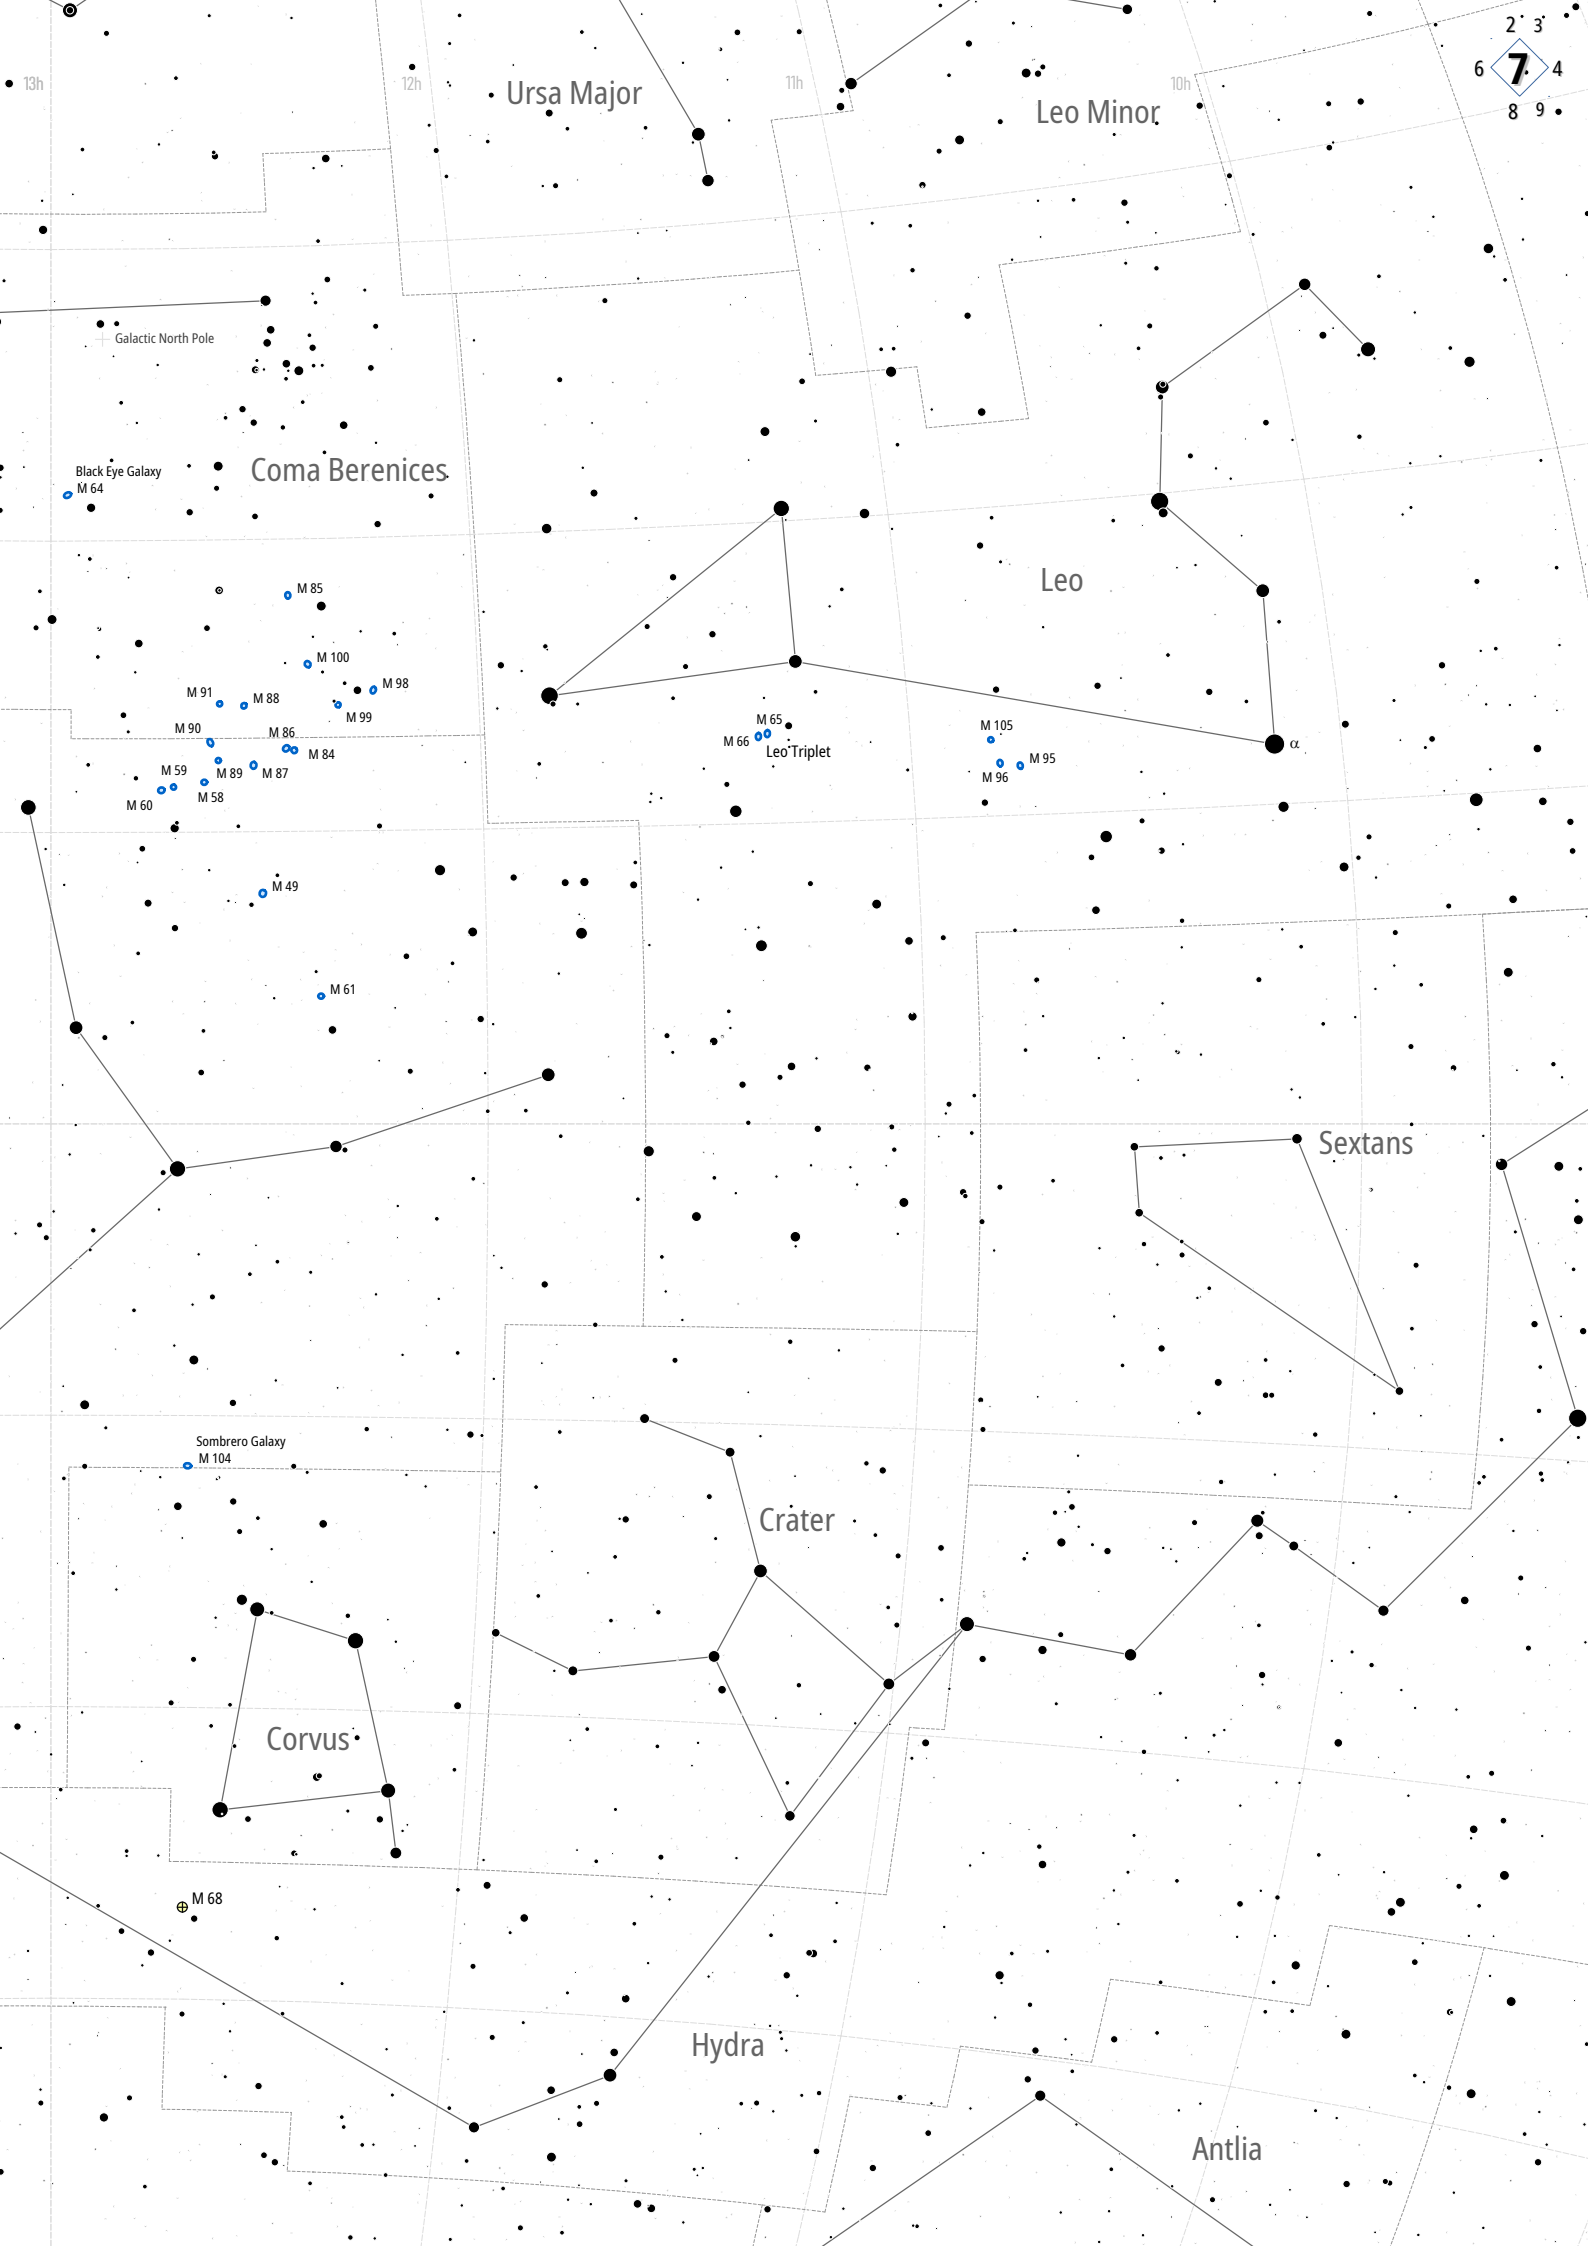 2 3
6 7 4
8 9
13h
12h
11h
10h
Ursa Major
Leo Minor
Galactic North Pole
Coma Berenices
Black Eye Galaxy
M 64
Leo
M 85
M 100
M 98
M 91
M 88
M 99
M 90
M 86
M 84
M 59
M 89
M 87
M 60
M 58
M 65
M 66
Leo Triplet
M 105
M 96
M 95
α
M 49
M 61
Sextans
Sombrero Galaxy
M 104
Crater
Corvus
M 68
Hydra
Antlia